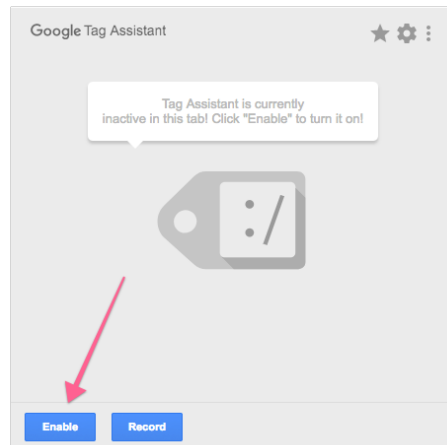 Google Tag Assistant
Tag Assistant is currently
inactive in this tab! Click "Enable" to turn it on!
:/
Enable
Record